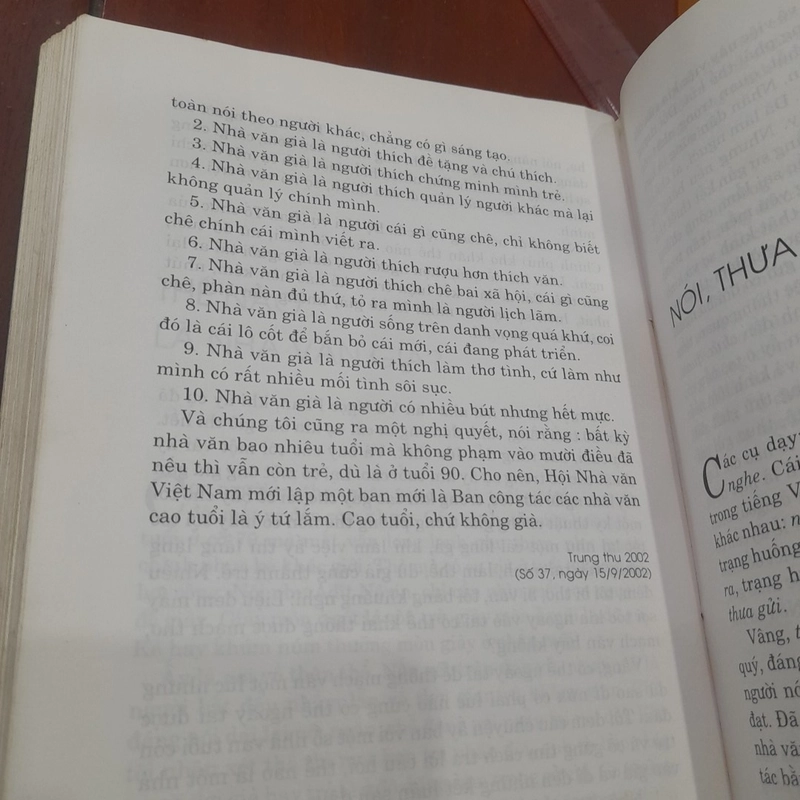 toàn nói theo người khác, chẳng có gì sáng tạo.
2. Nhà văn già là người thích đề tặng và chú thích.
3. Nhà văn già là người thích chứng minh mình trẻ.
4. Nhà văn già là người thích quản lý người khác mà lại
không quản lý chính mình.
5. Nhà văn già là người cái gì cũng chê, chỉ không biết
chê chính cái mình viết ra.
6. Nhà văn già là người thích rượu hơn thích văn.
7. Nhà văn già là người thích chê bai xã hội, cái gì cũng
chê, phàn nàn đủ thứ, tỏ ra mình là người lịch lãm.
8. Nhà văn già là người sống trên danh vọng quá khứ, coi
đó là cái lô cốt để bắn bỏ cái mới, cái đang phát triển.
9. Nhà văn già là người thích làm thơ tình, cứ làm như
mình có rất nhiều mối tình sôi sục.
10. Nhà văn già là người có nhiều bút nhưng hết mực.
Và chúng tôi cũng ra một nghị quyết, nói rằng : bất kỳ
nhà văn bao nhiêu tuổi mà không phạm vào mười điều đã
nêu thì vẫn còn trẻ, dù là ở tuổi 90. Cho nên, Hội Nhà văn
Việt Nam mới lập một ban mới là Ban công tác các nhà văn
cao tuổi là ý tứ lắm. Cao tuổi, chứ không già.
Trung thu 2002
(Số 37, ngày 15/9/2002)
NÓI, THƯA
Các cụ dạy:
nghe. Cái
trong tiếng V
khác nhau: n
trạng huống
ra, trạng h
thưa gửi.
Vâng, t
quý, đáng
người nó
đạt. Đã
nhà văn
tác bằ